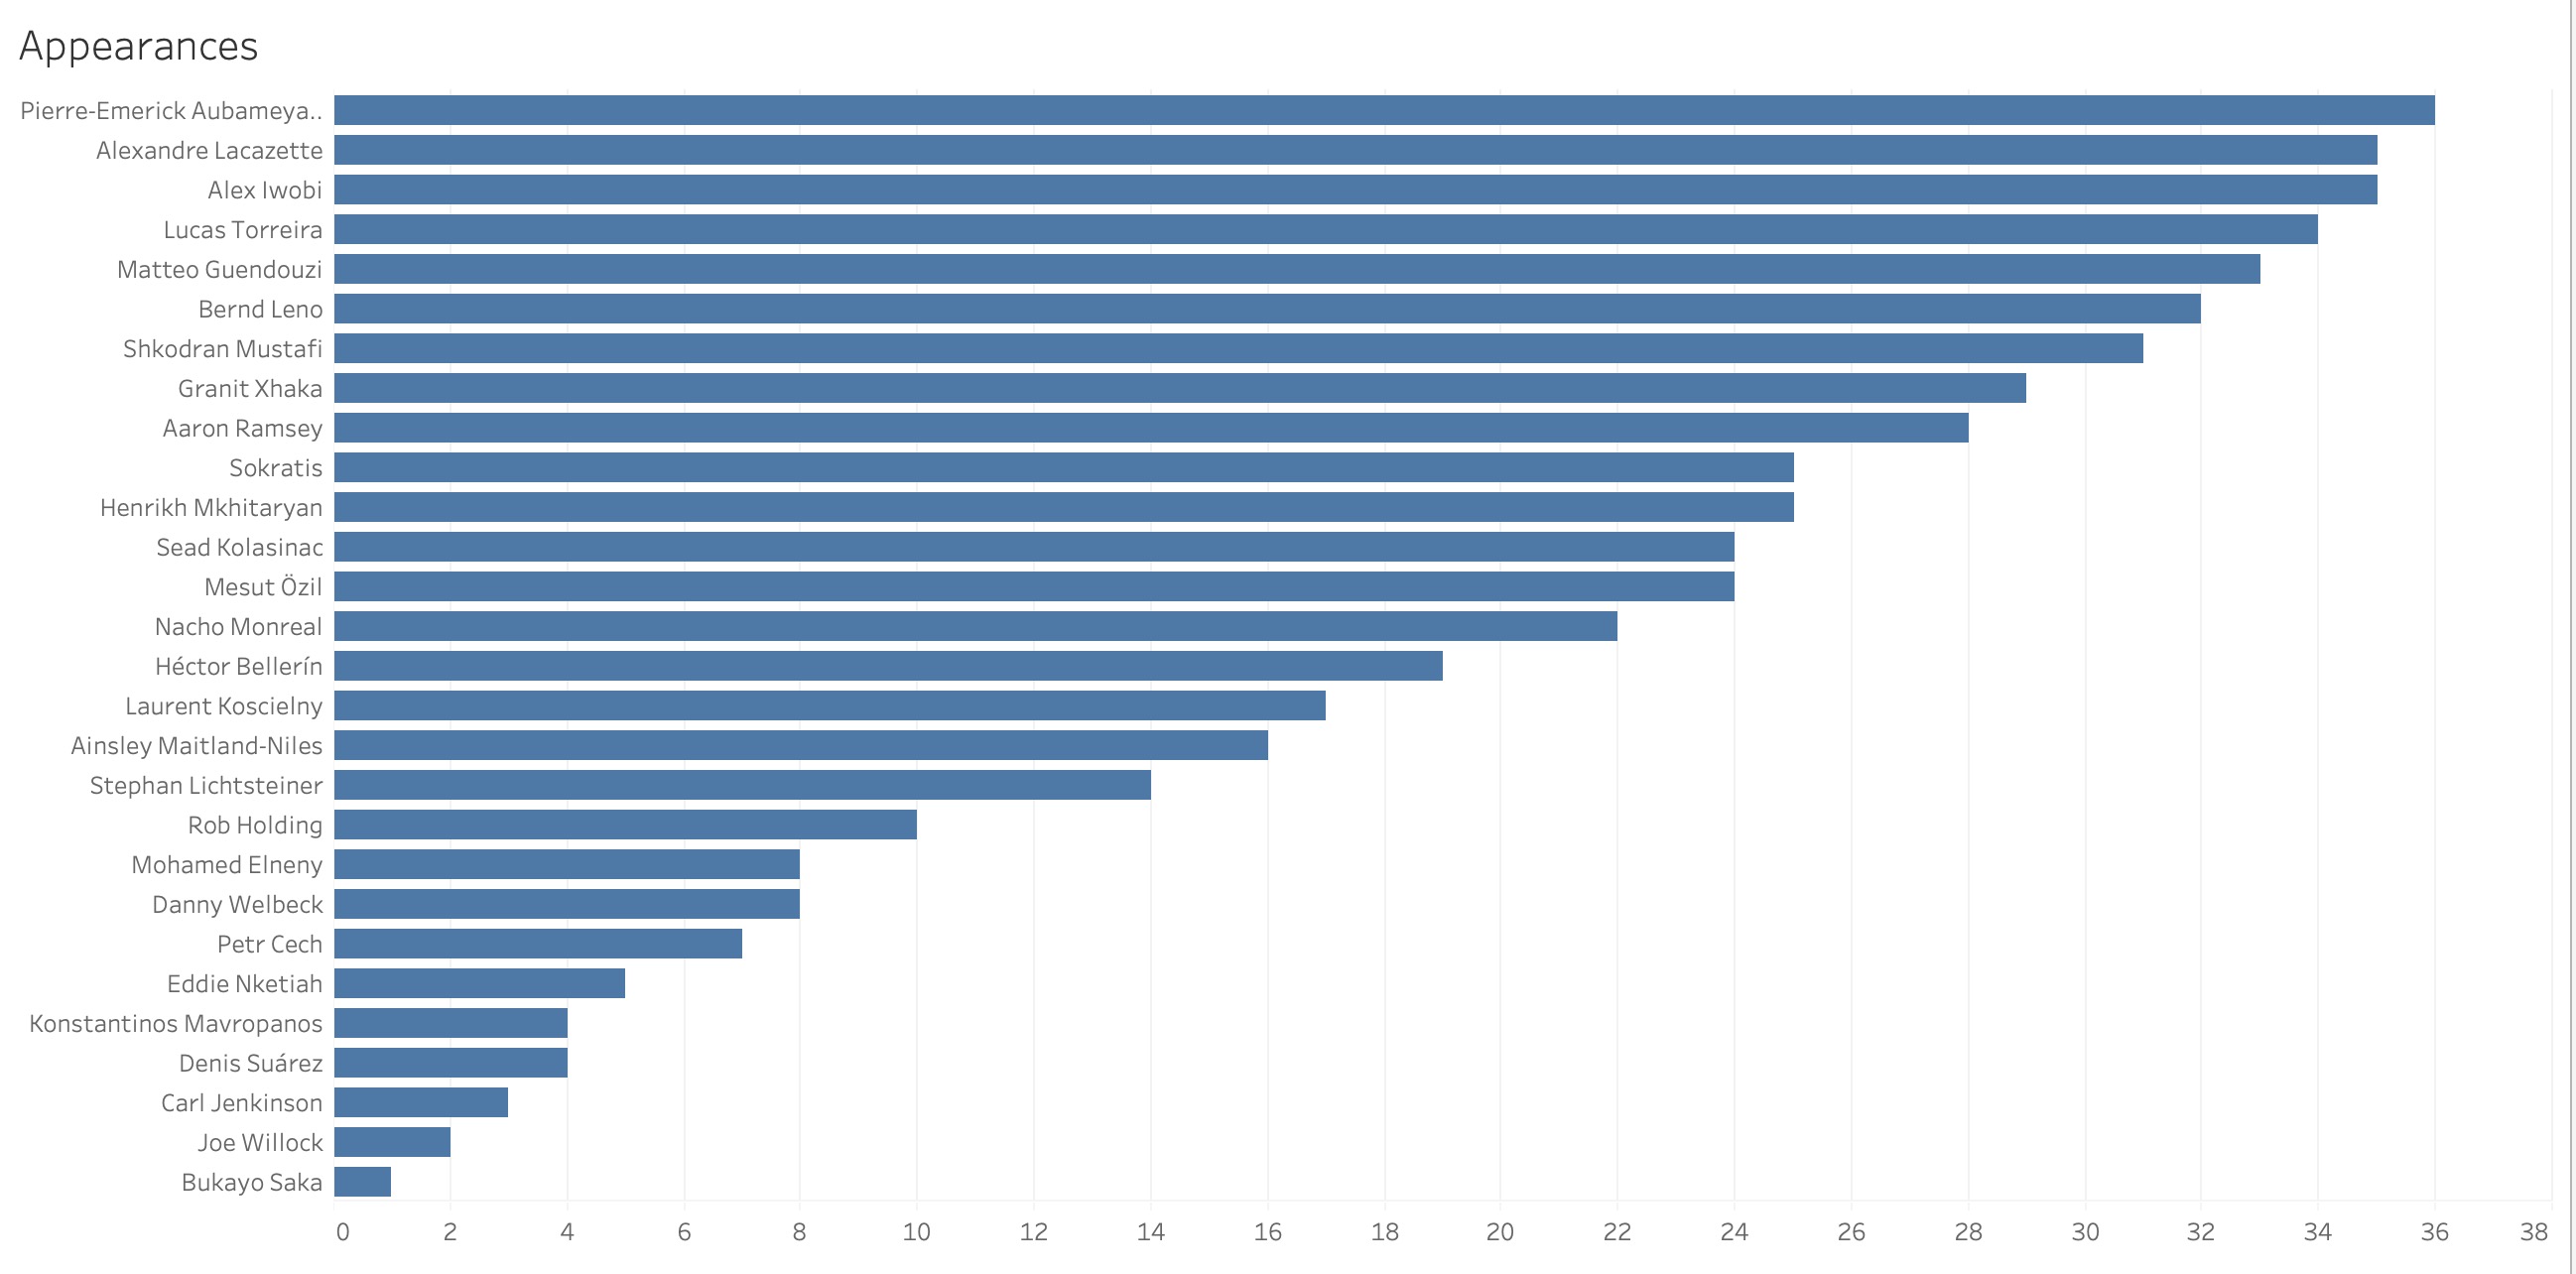 Appearances
Pierre-Emerick Aubameya..
Alexandre Lacazette
Alex Iwobi
Lucas Torreira
Matteo Guendouzi
Bernd Leno
Shkodran Mustafi
Granit Xhaka
Aaron Ramsey
Sokratis
Henrikh Mkhitaryan
Sead Kolasinac
Mesut Özil
Nacho Monreal
Héctor Bellerín
Laurent Koscielny
Ainsley Maitland-Niles
Stephan Lichtsteiner
Rob Holding
Mohamed Elneny
Danny Welbeck
Petr Cech
Eddie Nketiah
Konstantinos Mavropanos
Denis Suárez
Carl Jenkinson
Joe Willock
Bukayo Saka
0 2 4 6 8 10 12 14 16 18 20 22 24 26 28 30 32 34 36 38